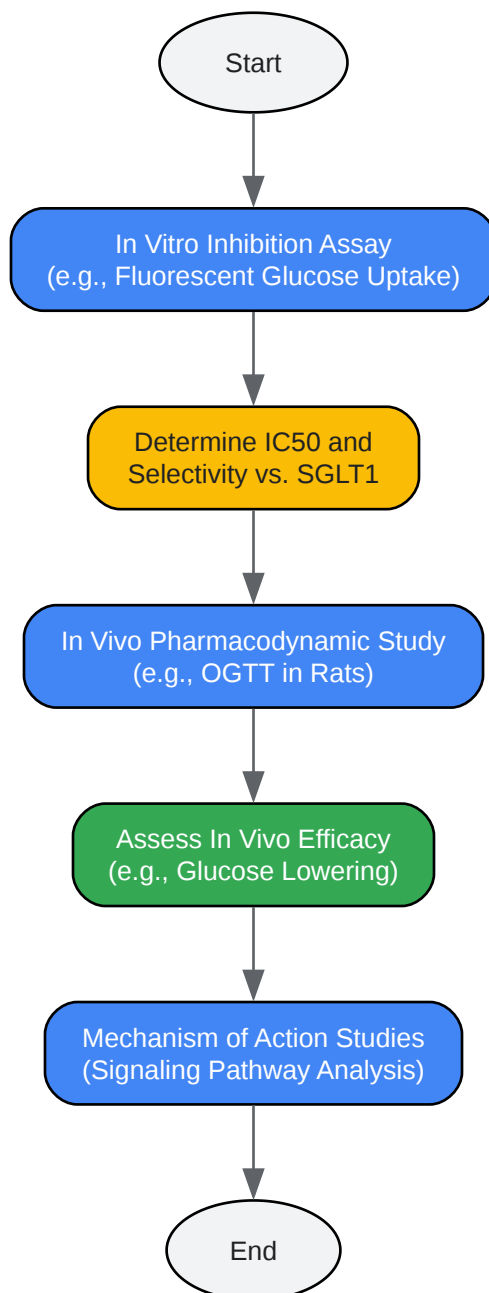 Start
In Vitro Inhibition Assay
(e.g., Fluorescent Glucose Uptake)
Determine IC50 and
Selectivity vs. SGLT1
In Vivo Pharmacodynamic Study
(e.g., OGTT in Rats)
Assess In Vivo Efficacy
(e.g., Glucose Lowering)
Mechanism of Action Studies
(Signaling Pathway Analysis)
End